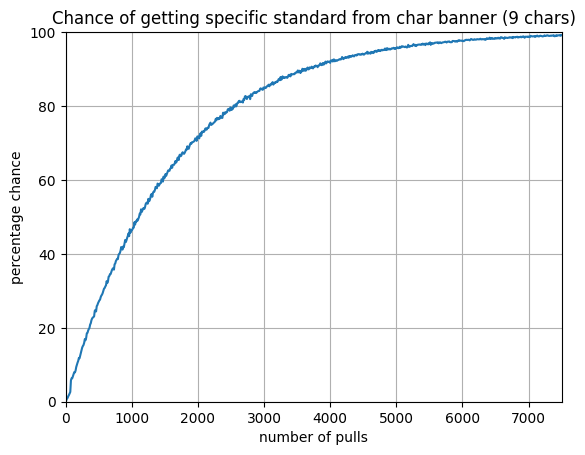 Chance of getting specific standard from char banner (9 chars)
100
80
60
40
20
0
percentage chance
0 1000 2000 3000 4000 5000 6000 7000
number of pulls